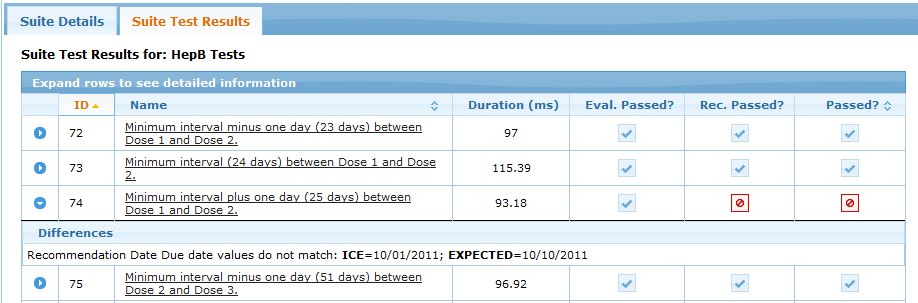 Suite Details Suite Test Results
Suite Test Results for: HepB Tests
Expand rows to see detailed information
ID Name Duration (ms) Eval. Passed? Rec. Passed? Passed?
72 Minimum interval minus one day (23 days) between 97
Dose 1 and Dose 2.
73 Minimum interval (24 days) between Dose 1 and Dose 115.39
2.
74 Minimum interval plus one day (25 days) between 93.18
Dose 1 and Dose 2.
Differences
Recommendation Date Due date values do not match: ICE=10/01/2011; EXPECTED=10/10/2011
75 Minimum interval minus one day (51 days) between 96.92
Dose 2 and Dose 3.